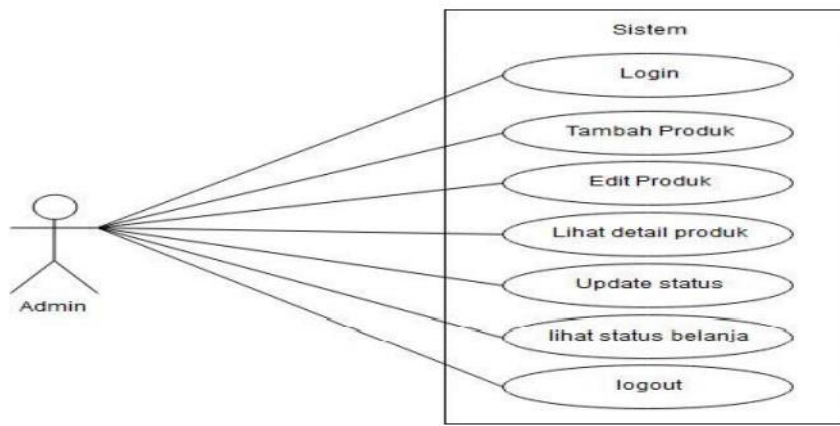 Sistem
Login
Tambah Produk
Edit Produk
Lihat detail produk
Update status
lihat status belanja
logout
Admin